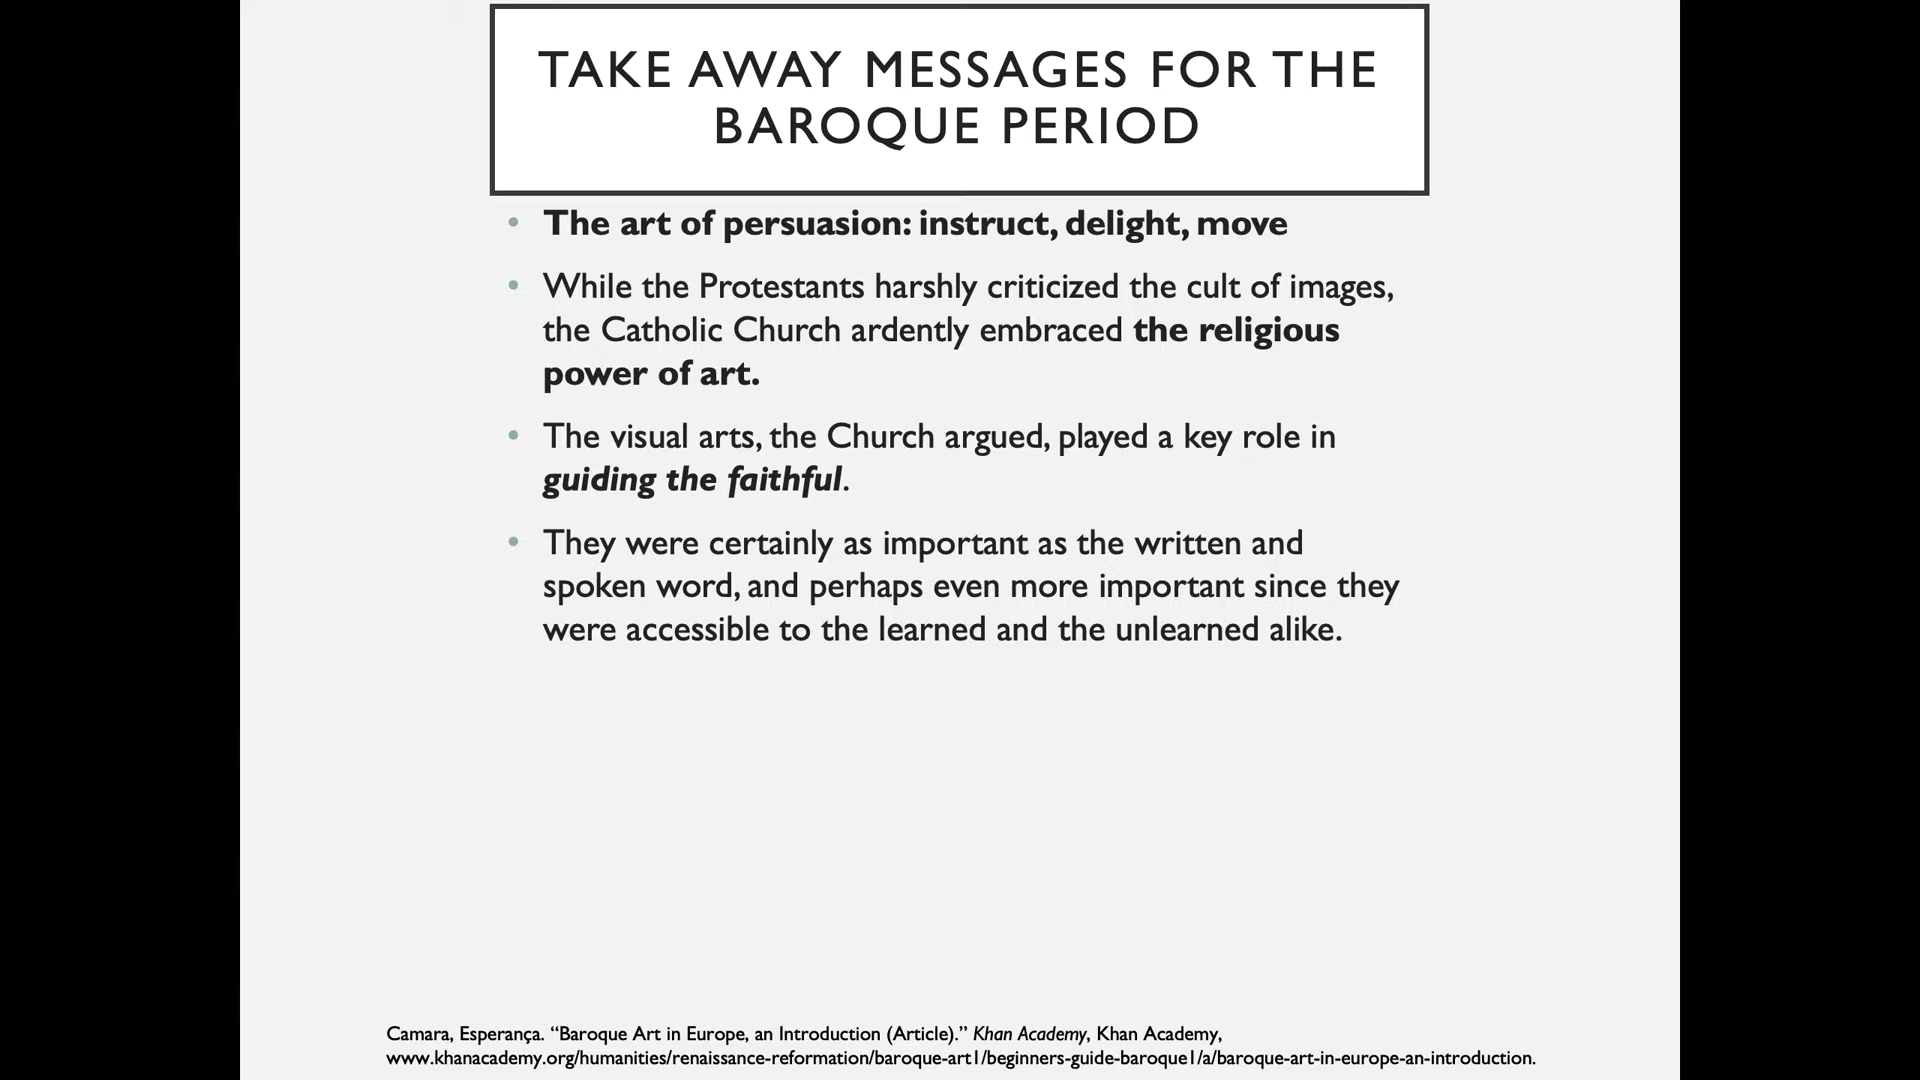 TAKE AWAY MESSAGES FOR THE
BAROQUE PERIOD
• The art of persuasion: instruct, delight, move
• While the Protestants harshly criticized the cult of images,
the Catholic Church ardently embraced the religious
power of art.
• The visual arts, the Church argued, played a key role in
guiding the faithful.
• They were certainly as important as the written and
spoken word, and perhaps even more important since they
were accessible to the learned and the unlearned alike.
Camara, Esperança. “Baroque Art in Europe, an Introduction (Article).” Khan Academy, Khan Academy,
www.khanacademy.org/humanities/renaissance-reformation/baroque-art1/beginners-guide-baroque1/a/baroque-art-in-europe-an-introduction.